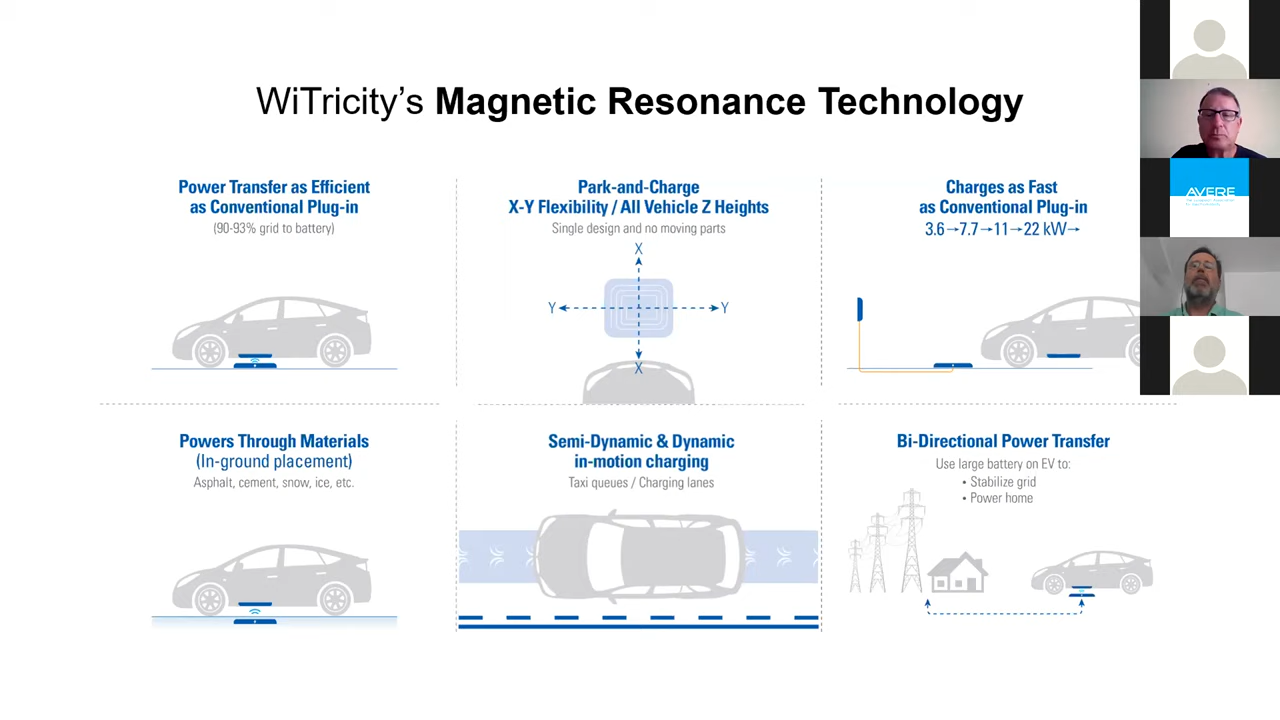 WiTricity's Magnetic Resonance Technology
Power Transfer as Efficient
as Conventional Plug-in
(90-93% grid to battery)
Park-and-Charge
X-Y Flexibility / All Vehicle Z Heights
Single design and no moving parts
X
Y
Y
X
Charges as Fast
as Conventional Plug-in
3.6→7.7→11→22 kW→
Powers Through Materials
(In-ground placement)
Asphalt, cement, snow, ice, etc.
Semi-Dynamic & Dynamic
in-motion charging
Taxi queues / Charging lanes
Bi-Directional Power Transfer
Use large battery on EV to:
• Stabilize grid
• Power home
AVERE